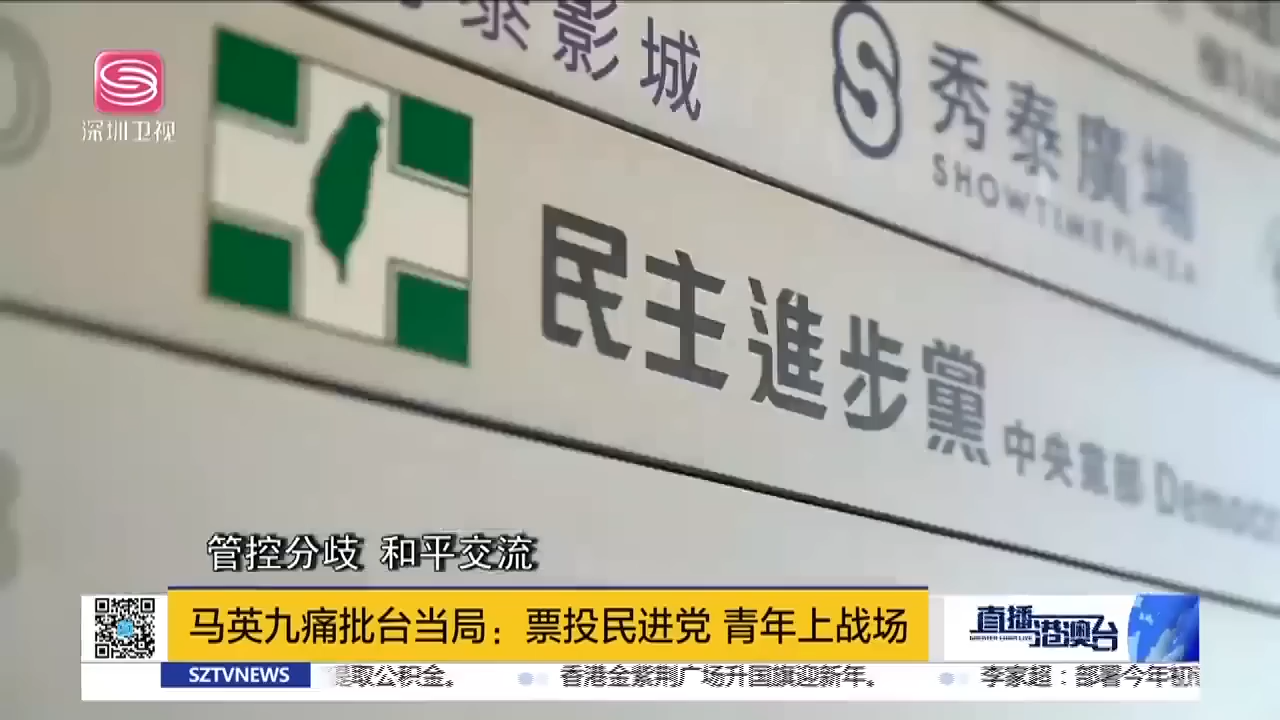 泰影城
秀泰廣場
SHOWTIME PLAZA
深圳卫视
民主進步黨
中央黨部 Democr
管控分歧 和平交流
马英九痛批台当局：票投民进党 青年上战场
直播港澳台
SZTVNEWS
提取公积金。 香港金紫荆广场升国旗迎新年。 李家超：部署今年初